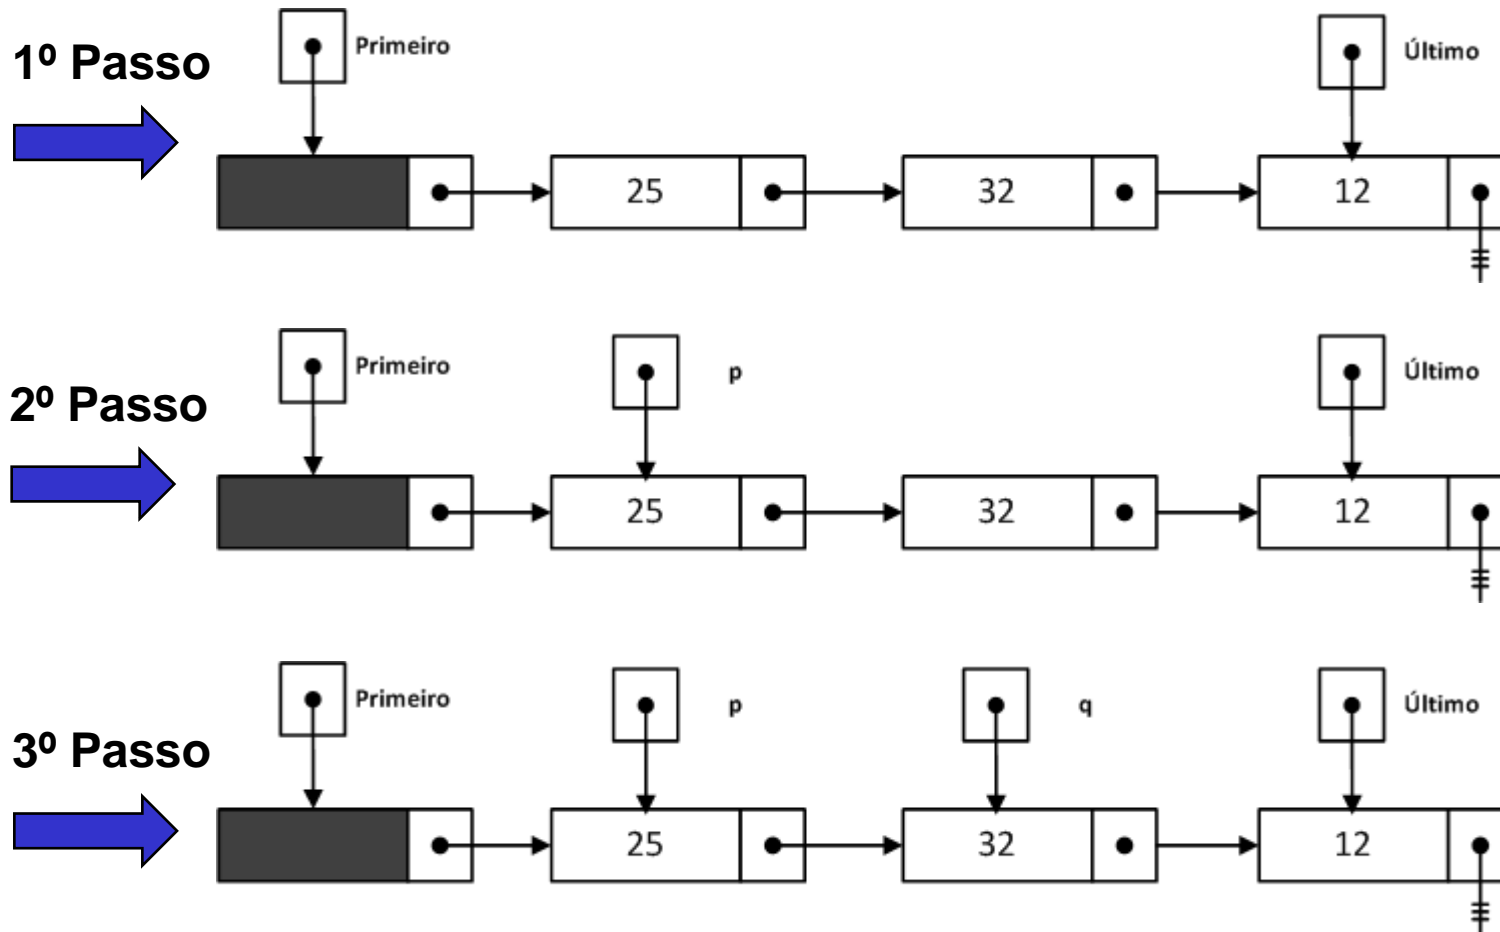 1º Passo
Primeiro
Último
25
32
12
2º Passo
Primeiro
p
Último
25
32
12
3º Passo
Primeiro
p
q
Último
25
32
12